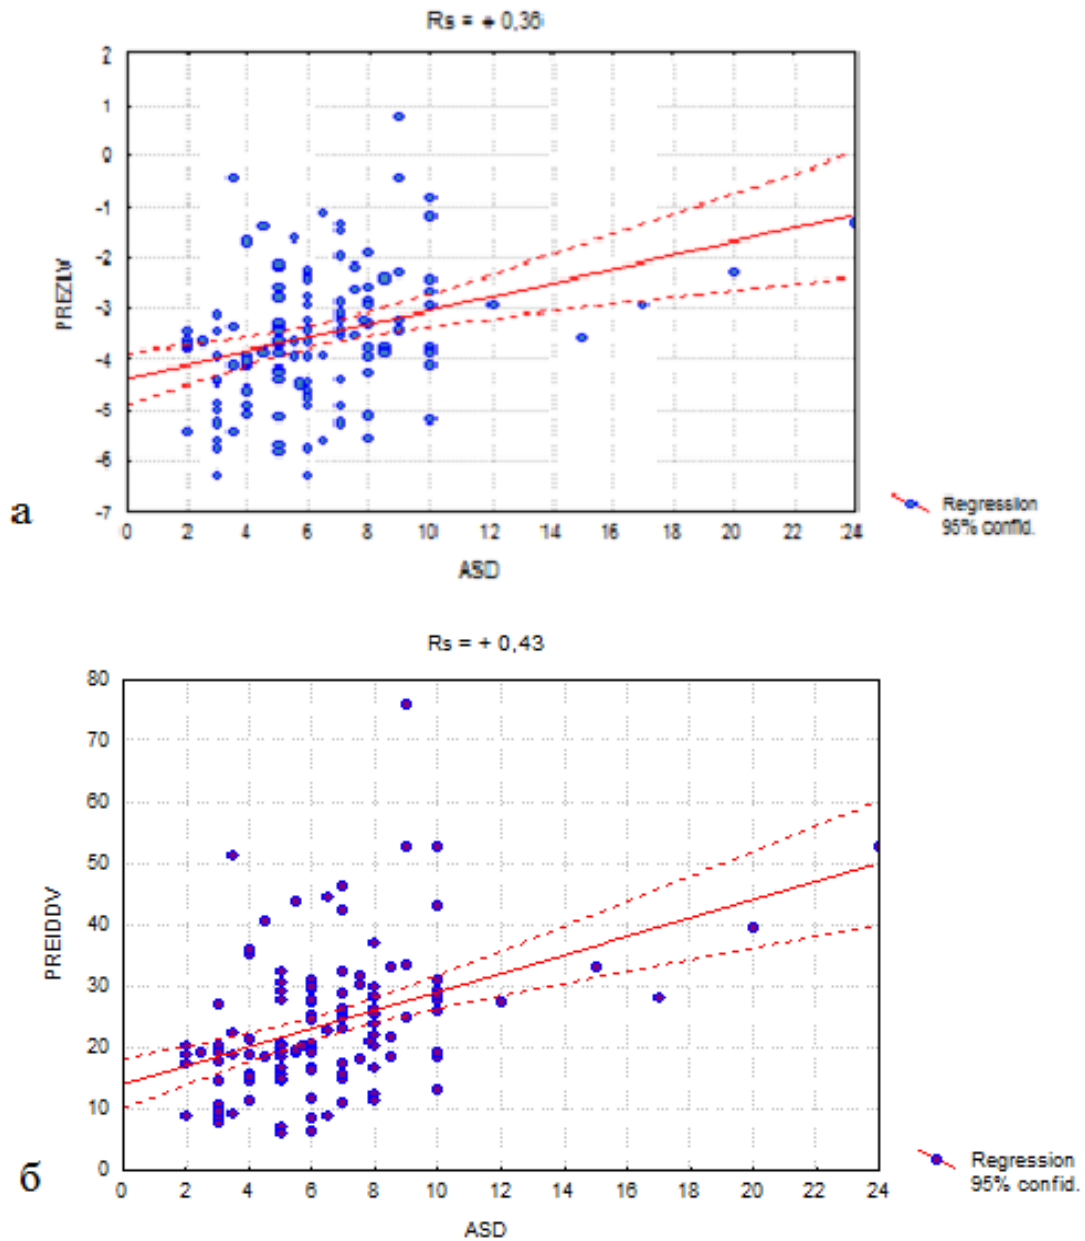 Rs = + 0,36
2
1
0
-1
-2
-3
-4
-5
-6
-7
PREZLW
0 2 4 6 8 10 12 14 16 18 20 22 24
ASD
а
Regression
95% confid.
Rs = + 0,43
80
70
60
50
40
30
20
10
0
PREIDDV
0 2 4 6 8 10 12 14 16 18 20 22 24
ASD
б
Regression
95% confid.